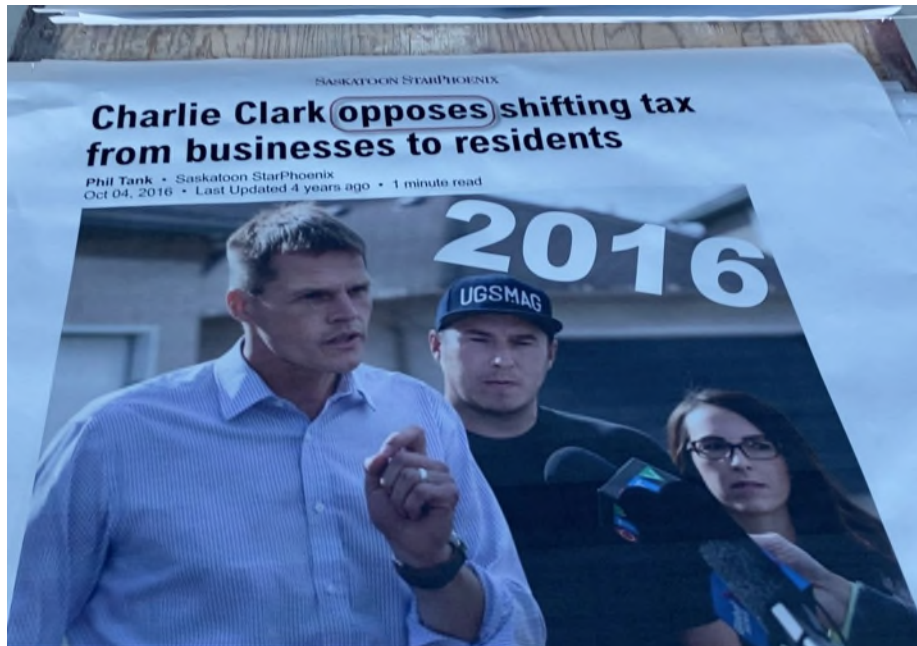 SASKATOON STARPHOENIX
Charlie Clark opposes shifting tax
from businesses to residents
Phil Tank • Saskatoon StarPhoenix
Oct 04, 2016 • Last Updated 4 years ago • 1 minute read
2016
UGSMAG